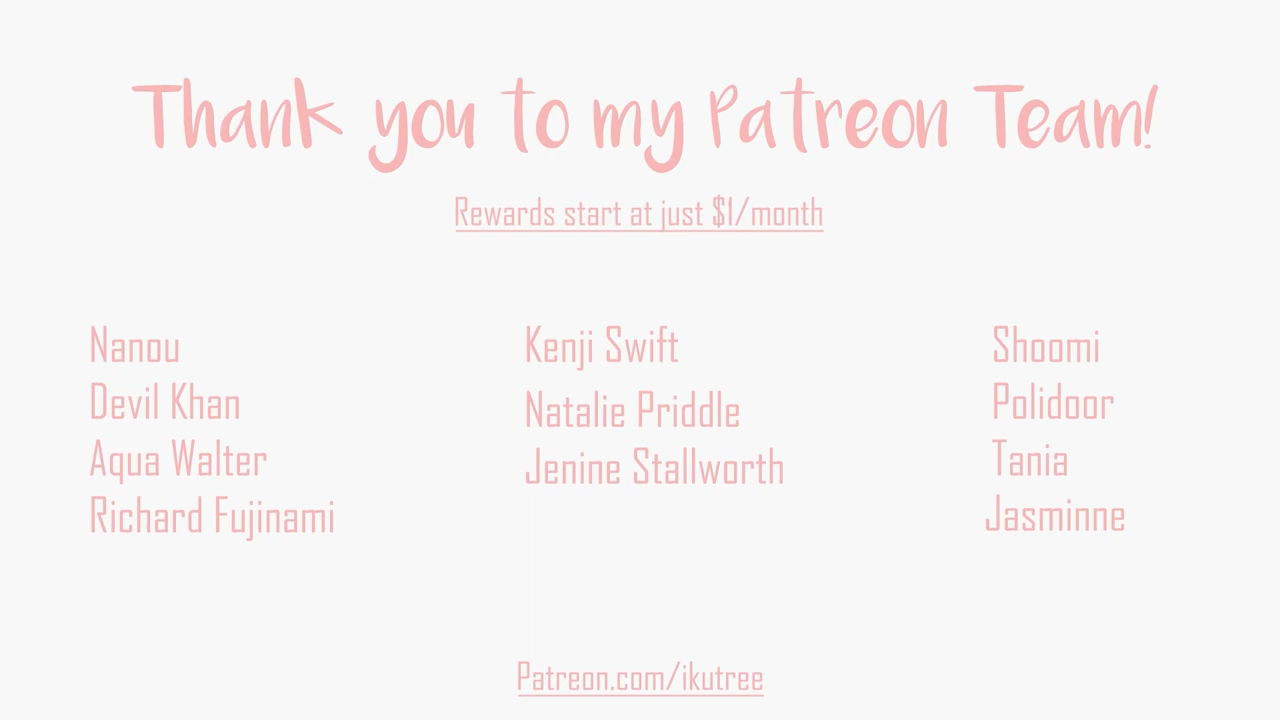 Thank you to my Patreon Team!
Rewards start at just $1/month
Nanou
Devil Khan
Aqua Walter
Richard Fujinami
Kenji Swift
Natalie Priddle
Jenine Stallworth
Shoomi
Polidoor
Tania
Jasminne
Patreon.com/ikutree